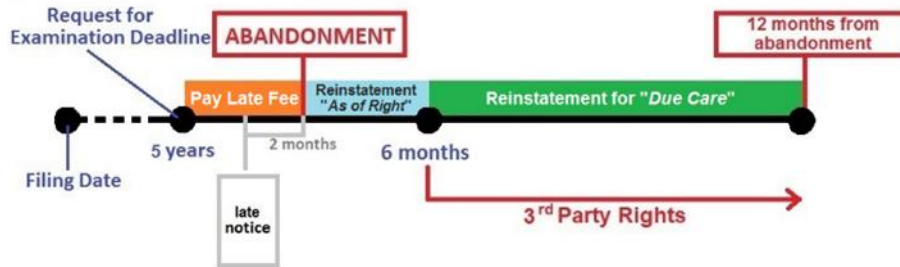 Request for
Examination Deadline
ABANDONMENT
12 months from
abandonment
Pay Late Fee
Reinstatement
"As of Right"
Reinstatement for "Due Care"
5 years
2 months
6 months
Filing Date
late
notice
3rd Party Rights